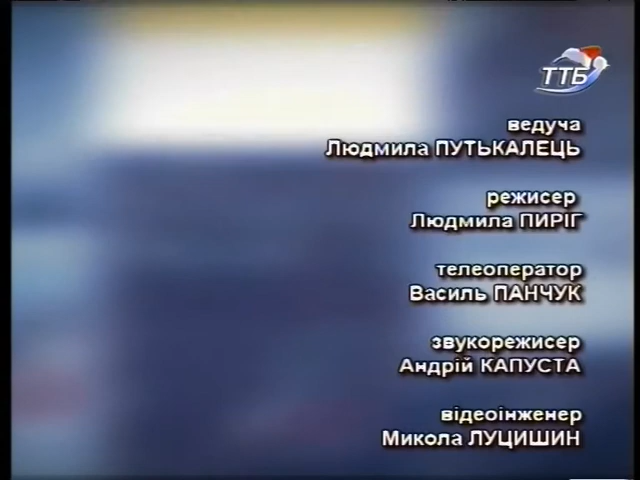 ТТБ
ведуча
Людмила ПУТЬКАЛЕЦЬ
режисер
Людмила ПИРІГ
телеоператор
Василь ПАНЧУК
звукорежисер
Андрій КАПУСТА
відеоінженер
Микола ЛУЦИШИН